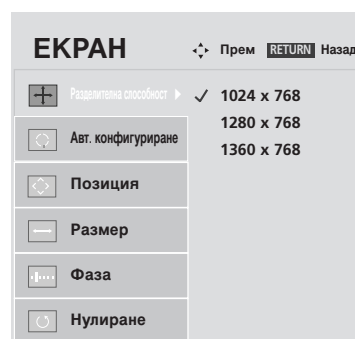 ЕКРАН
Прем RETURN Назад
Разделителна способност
✓ 1024 x 768
1280 x 768
1360 x 768
Авт. конфигуриране
Позиция
Размер
Фаза
Нулиране